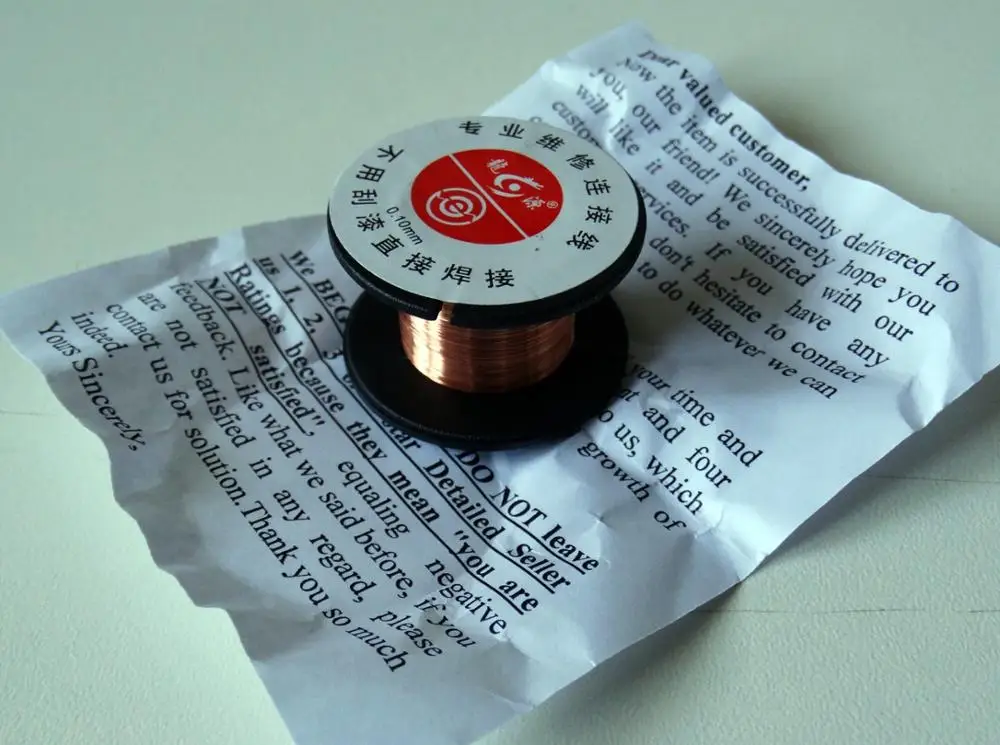 专业维修连接线
龍源®
0.10mm
不用刮漆直接焊接
Dear valued customer,
Now the item is successfully delivered to
you, our friend! We sincerely hope you
will like it and be satisfied with our
services. If you have any
don't hesitate to contact
to do whatever we can
your time and
and four
to us, which
growth of
We BEG DO NOT leave
us 1, 2, 3 Detailed Seller
Ratings because they mean "you are
NOT satisfied", equaling negative
feedback. Like what we said before, if you
are not satisfied in any regard, please
contact us for solution.Thank you so much
indeed.
Yours Sincerely,